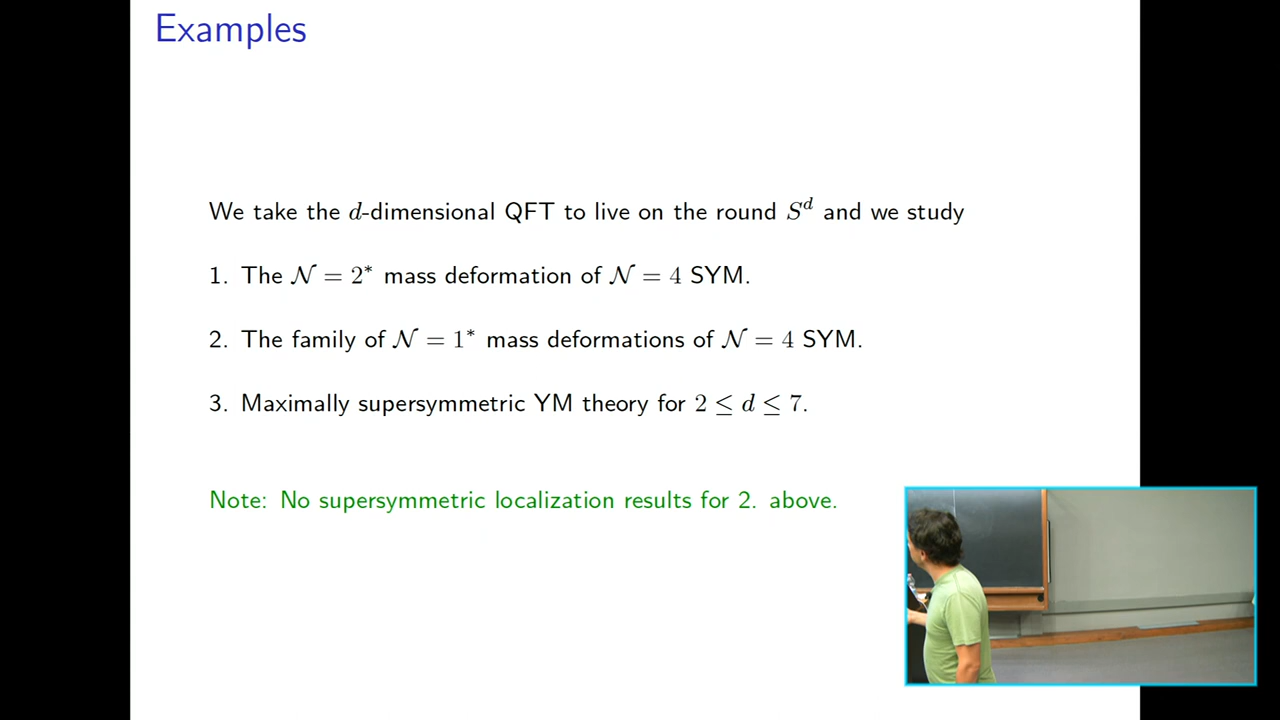 Examples
We take the d-dimensional QFT to live on the round S^d and we study
1. The 𝒩 = 2* mass deformation of 𝒩 = 4 SYM.
2. The family of 𝒩 = 1* mass deformations of 𝒩 = 4 SYM.
3. Maximally supersymmetric YM theory for 2 ≤ d ≤ 7.
Note: No supersymmetric localization results for 2. above.